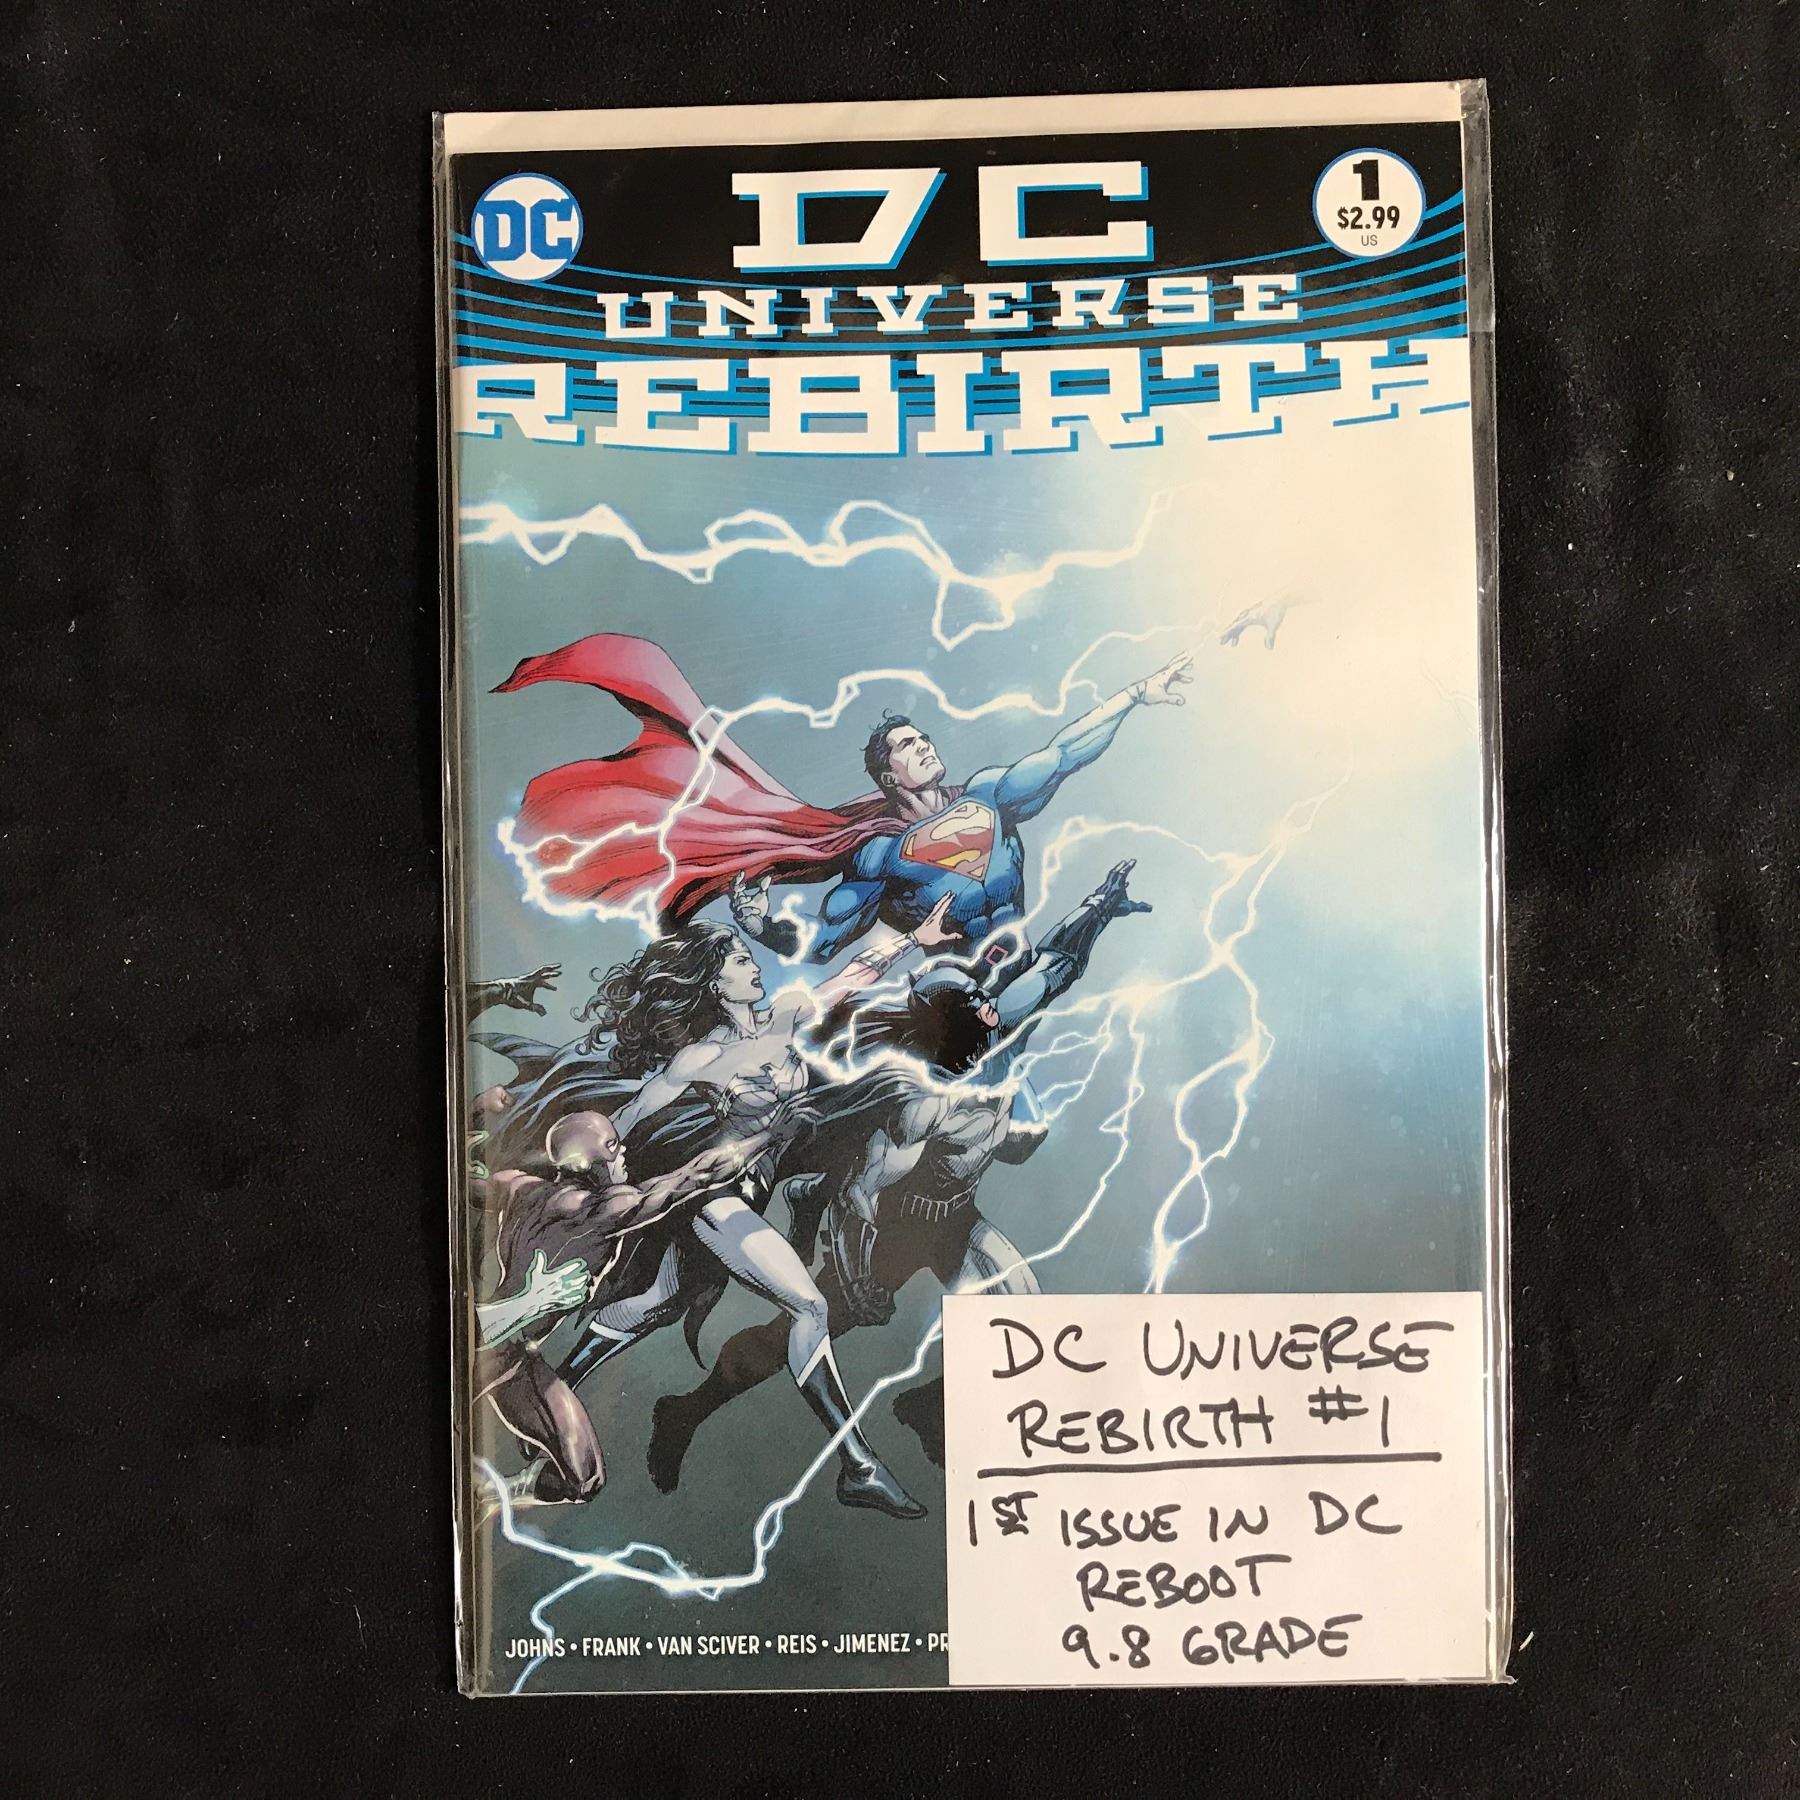 DC
DC
1
$2.99
US
UNIVERSE
REBIRTH
JOHNS • FRANK • VAN SCIVER • REIS • JIMENEZ • PR
DC UNIVERSE
REBIRTH #1
1ST ISSUE IN DC
REBOOT
9.8 GRADE